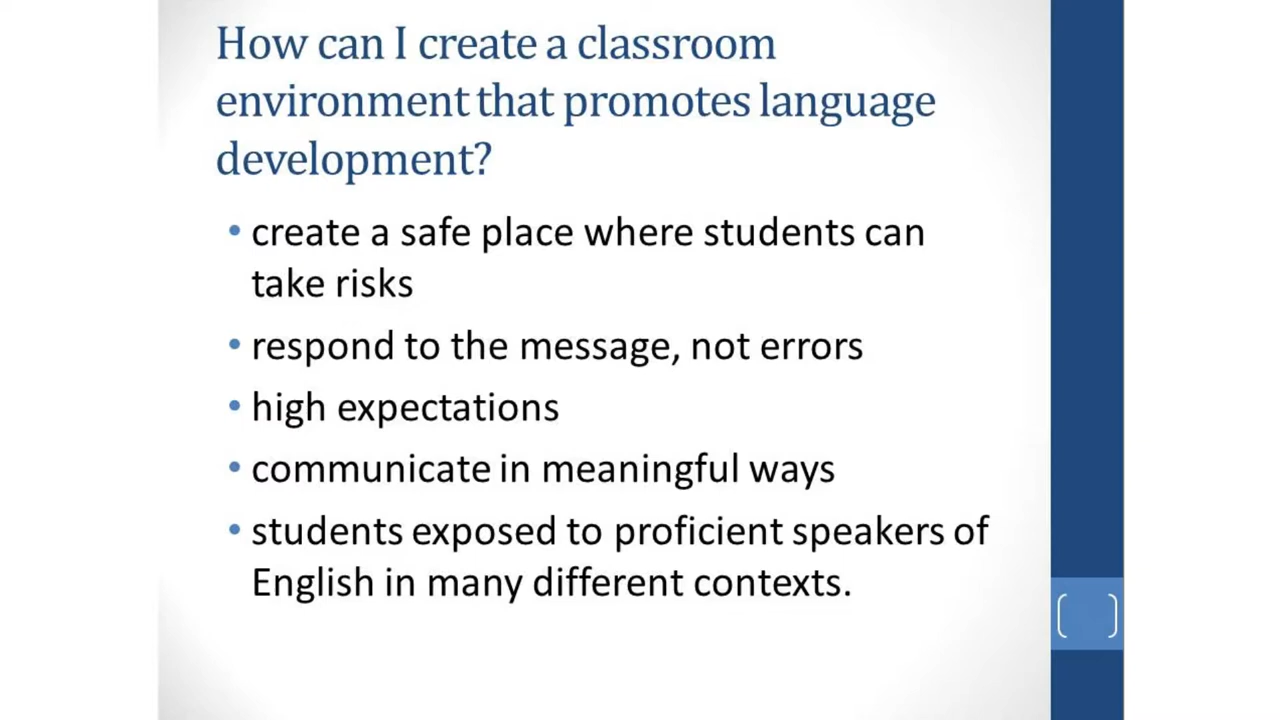 How can I create a classroom
environment that promotes language
development?
• create a safe place where students can
take risks
• respond to the message, not errors
• high expectations
• communicate in meaningful ways
• students exposed to proficient speakers of
English in many different contexts.